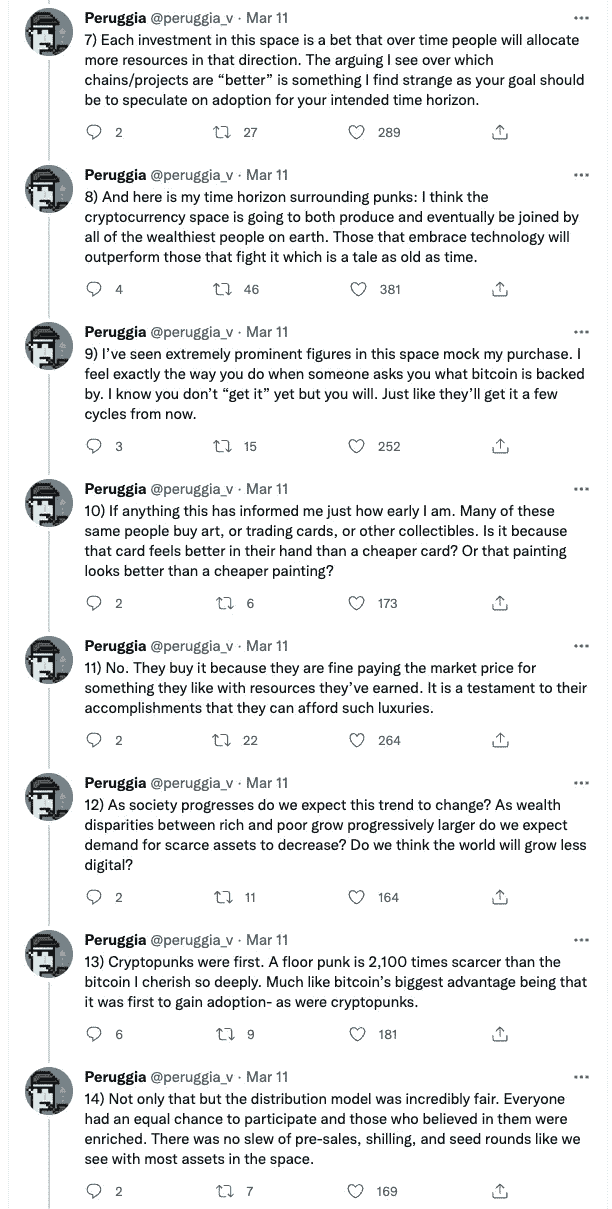 Peruggia @peruggia_v · Mar 11
7) Each investment in this space is a bet that over time people will allocate
more resources in that direction. The arguing I see over which
chains/projects are “better” is something I find strange as your goal should
be to speculate on adoption for your intended time horizon.
2 27 289
Peruggia @peruggia_v · Mar 11
8) And here is my time horizon surrounding punks: I think the
cryptocurrency space is going to both produce and eventually be joined by
all of the wealthiest people on earth. Those that embrace technology will
outperform those that fight it which is a tale as old as time.
4 46 381
Peruggia @peruggia_v · Mar 11
9) I’ve seen extremely prominent figures in this space mock my purchase. I
feel exactly the way you do when someone asks you what bitcoin is backed
by. I know you don’t “get it” yet but you will. Just like they’ll get it a few
cycles from now.
3 15 252
Peruggia @peruggia_v · Mar 11
10) If anything this has informed me just how early I am. Many of these
same people buy art, or trading cards, or other collectibles. Is it because
that card feels better in their hand than a cheaper card? Or that painting
looks better than a cheaper painting?
2 6 173
Peruggia @peruggia_v · Mar 11
11) No. They buy it because they are fine paying the market price for
something they like with resources they’ve earned. It is a testament to their
accomplishments that they can afford such luxuries.
2 22 264
Peruggia @peruggia_v · Mar 11
12) As society progresses do we expect this trend to change? As wealth
disparities between rich and poor grow progressively larger do we expect
demand for scarce assets to decrease? Do we think the world will grow less
digital?
2 11 164
Peruggia @peruggia_v · Mar 11
13) Cryptopunks were first. A floor punk is 2,100 times scarcer than the
bitcoin I cherish so deeply. Much like bitcoin’s biggest advantage being that
it was first to gain adoption- as were cryptopunks.
6 9 181
Peruggia @peruggia_v · Mar 11
14) Not only that but the distribution model was incredibly fair. Everyone
had an equal chance to participate and those who believed in them were
enriched. There was no slew of pre-sales, shilling, and seed rounds like we
see with most assets in the space.
2 7 169